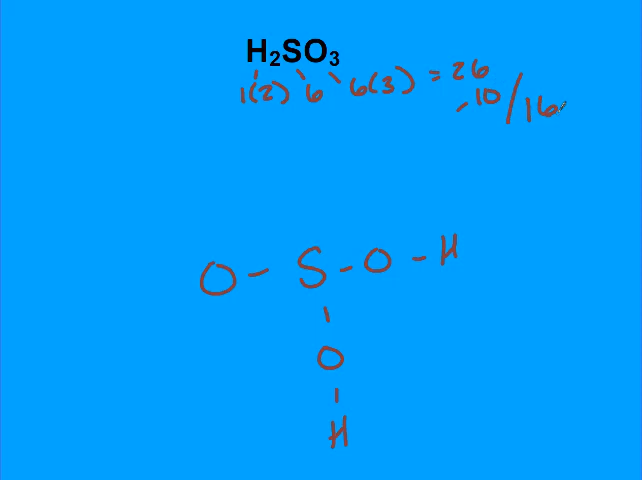 H₂SO₃
1(2) 6 6(3) = 26
-10/16
O - S - O - H
O
H